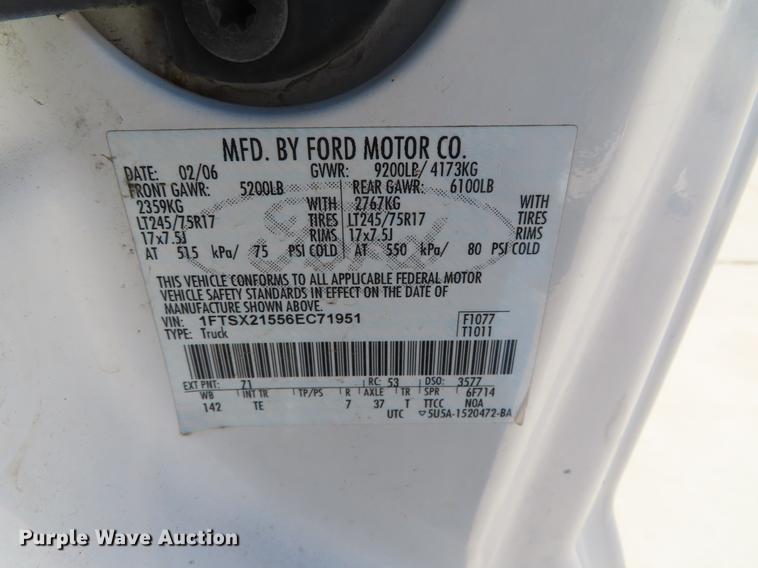 MFD. BY FORD MOTOR CO.
DATE: 02/06 GVWR: 9200LB/ 4173KG
FRONT GAWR: 5200LB REAR GAWR: 6100LB
2359KG WITH 2767KG WITH
LT245/75R17 TIRES LT245/75R17 TIRES
17x7.5J RIMS 17x7.5J RIMS
AT 515 kPa/ 75 PSI COLD AT 550 kPa/ 80 PSI COLD
THIS VEHICLE CONFORMS TO ALL APPLICABLE FEDERAL MOTOR
VEHICLE SAFETY STANDARDS IN EFFECT ON THE DATE OF
MANUFACTURE SHOWN ABOVE.
VIN: 1FTSX21556EC71951 F1077
TYPE: Truck T1011
EXT PNT: Z1 RC: 53 DSO: 3577
WB INT TR TP/PS R AXLE TR SPR 6F714
142 TE 7 37 T TTCC NOA
UTC ▽5U5A-1520472-BA
Purple Wave Auction